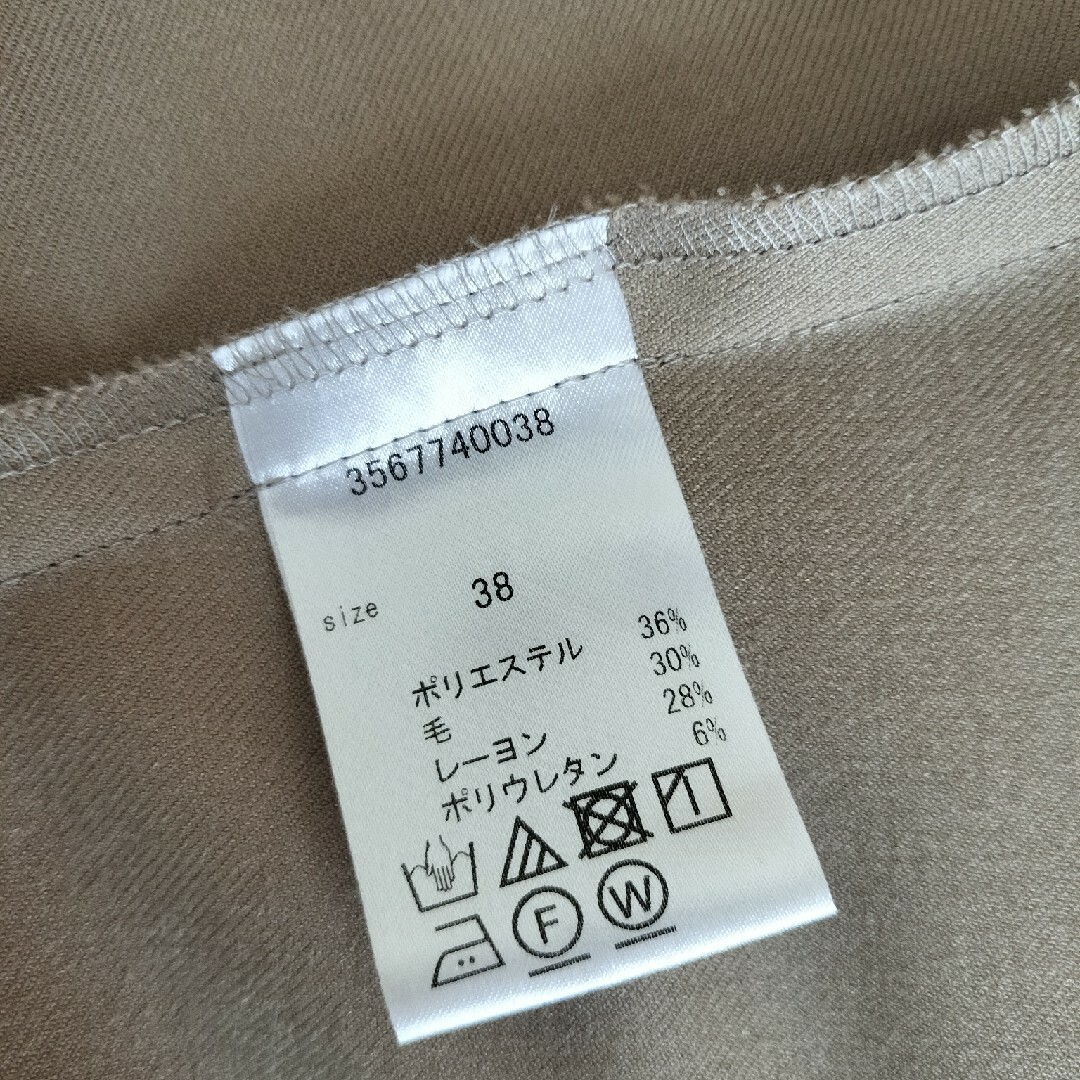 3567740038
size 38
ポリエステル 36%
毛 30%
レーヨン 28%
ポリウレタン 6%
F W